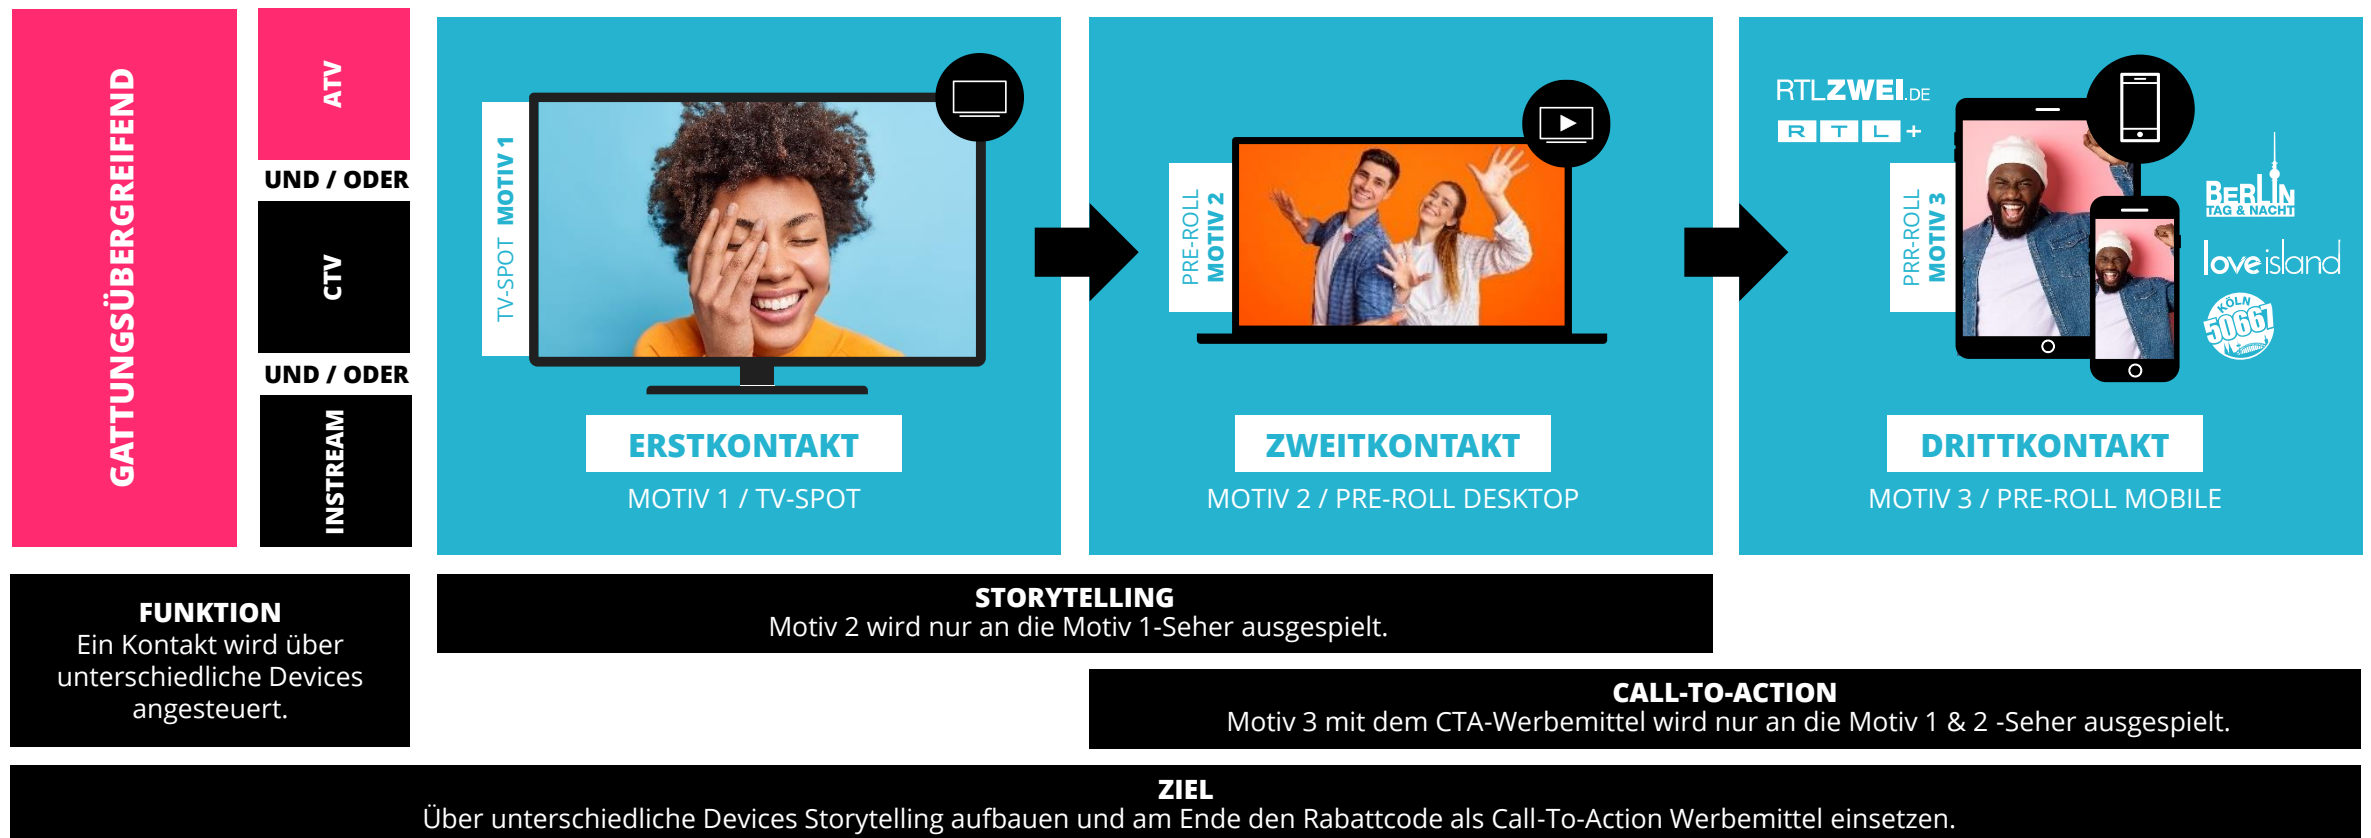 GATTUNGSÜBERGREIFEND
ATV
UND / ODER
CTV
UND / ODER
INSTREAM
TV-SPOT MOTIV 1
ERSTKONTAKT
MOTIV 1 / TV-SPOT
PRE-ROLL
MOTIV 2
ZWEITKONTAKT
MOTIV 2 / PRE-ROLL DESKTOP
RTLZWEI.DE
RTL+
PRR-ROLL
MOTIV 3
BERLIN
TAG & NACHT
loveisland
KÖLN
50667
DRITTKONTAKT
MOTIV 3 / PRE-ROLL MOBILE
FUNKTION
Ein Kontakt wird über
unterschiedliche Devices
angesteuert.
STORYTELLING
Motiv 2 wird nur an die Motiv 1-Seher ausgespielt.
CALL-TO-ACTION
Motiv 3 mit dem CTA-Werbemittel wird nur an die Motiv 1 & 2 -Seher ausgespielt.
ZIEL
Über unterschiedliche Devices Storytelling aufbauen und am Ende den Rabattcode als Call-To-Action Werbemittel einsetzen.